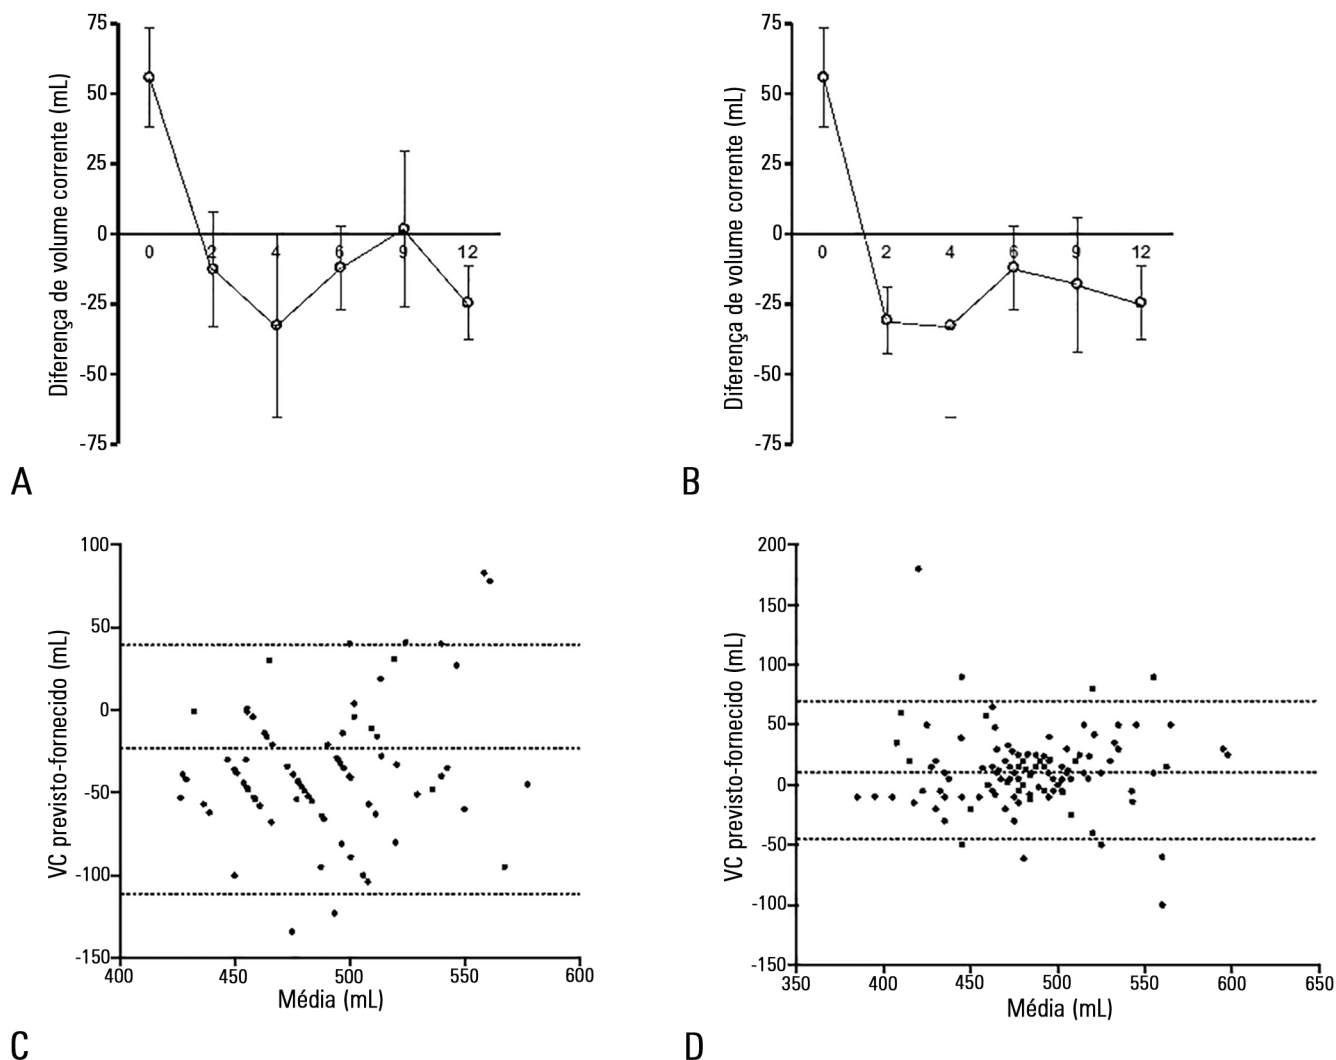 75
50
25
0
-25
-50
-75
0 2 4 6 9 12
Diferença de volume corrente (mL)
A
75
50
25
0
-25
-50
-75
0 2 4 6 9 12
Diferença de volume corrente (mL)
B
100
50
0
-50
-100
-150
400 450 500 550 600
VC previsto-fornecido (mL)
Média (mL)
C
200
150
100
50
0
-50
-100
-150
350 400 450 500 550 600 650
VC previsto-fornecido (mL)
Média (mL)
D